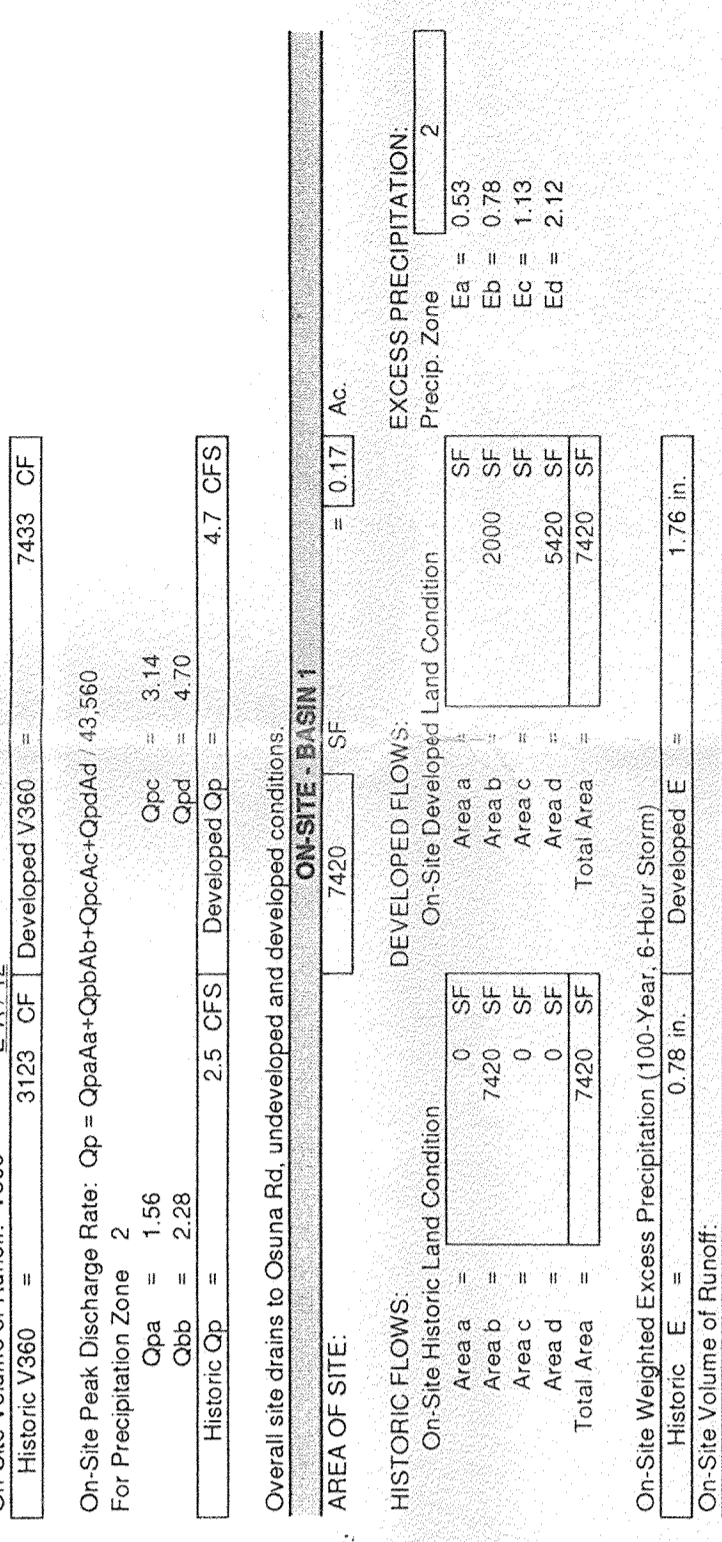 On-Site Volume of Runoff: V360 = E*A / 12
Historic V360 = 3123 CF Developed V360 = 7433 CF
On-Site Peak Discharge Rate: Qp = QpaAa+QpbAb+QpcAc+QpdAd / 43,560
For Precipitation Zone 2
Qpa = 1.56 Qpc = 3.14
Qbb = 2.28 Qpd = 4.70
Historic Qp = 2.5 CFS Developed Qp = 4.7 CFS
Overall site drains to Osuna Rd, undeveloped and developed conditions.
ON-SITE - BASIN 1
AREA OF SITE: 7420 SF = 0.17 Ac.
HISTORIC FLOWS: DEVELOPED FLOWS: EXCESS PRECIPITATION:
On-Site Historic Land Condition On-Site Developed Land Condition Precip. Zone 2
Area a = 0 SF Area a = SF Ea = 0.53
Area b = 7420 SF Area b = 2000 SF Eb = 0.78
Area c = 0 SF Area c = SF Ec = 1.13
Area d = 0 SF Area d = 5420 SF Ed = 2.12
Total Area = 7420 SF Total Area = 7420 SF
On-Site Weighted Excess Precipitation (100-Year, 6-Hour Storm)
Historic E = 0.78 in. Developed E = 1.76 in.
On-Site Volume of Runoff: